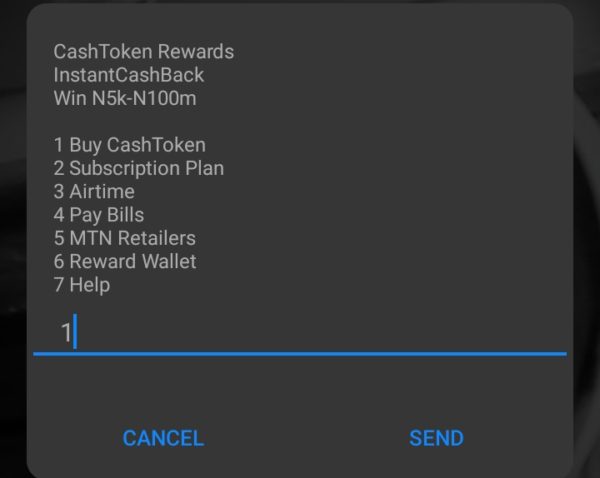 CashToken Rewards
InstantCashBack
Win N5k-N100m
1 Buy CashToken
2 Subscription Plan
3 Airtime
4 Pay Bills
5 MTN Retailers
6 Reward Wallet
7 Help
1
CANCEL SEND